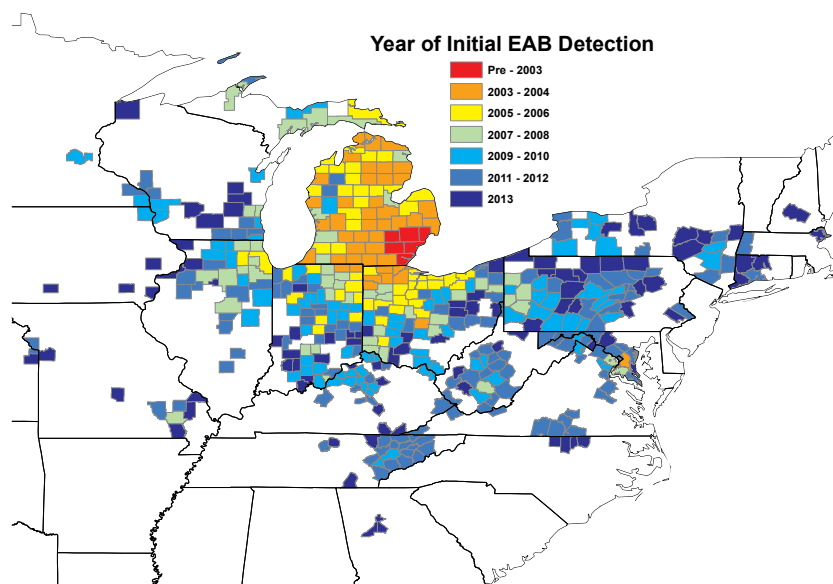 Year of Initial EAB Detection
Pre - 2003
2003 - 2004
2005 - 2006
2007 - 2008
2009 - 2010
2011 - 2012
2013